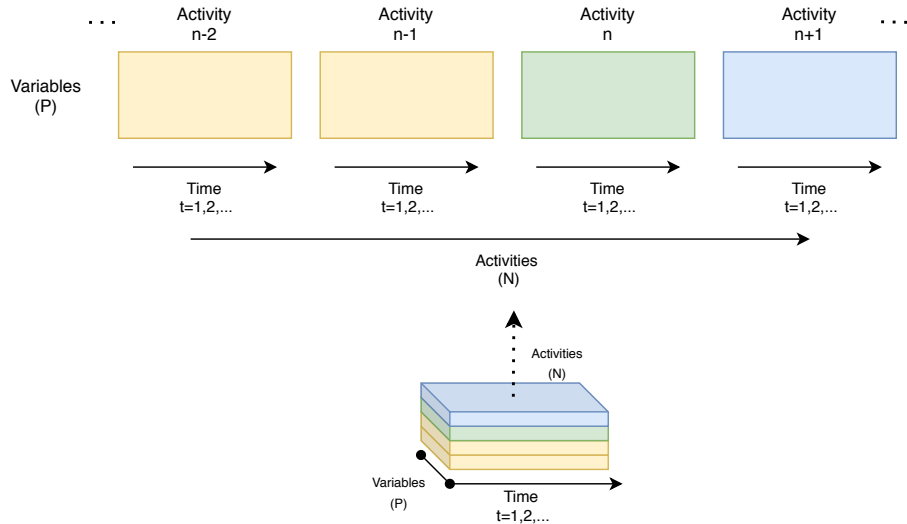 ... Activity Activity Activity Activity ...
n-2 n-1 n n+1
Variables
(P)
Time Time Time Time
t=1,2,... t=1,2,... t=1,2,... t=1,2,...
Activities
(N)
Activities
(N)
Variables
(P)
Time
t=1,2,...